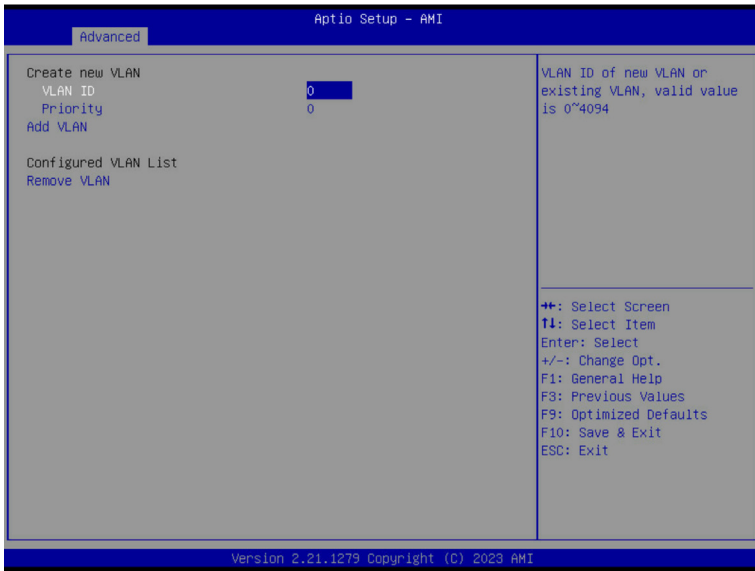 Aptio Setup – AMI
Advanced
Create new VLAN
VLAN ID 0
Priority 0
Add VLAN
Configured VLAN List
Remove VLAN
VLAN ID of new VLAN or
existing VLAN, valid value
is 0~4094
→←: Select Screen
↑↓: Select Item
Enter: Select
+/-: Change Opt.
F1: General Help
F3: Previous Values
F9: Optimized Defaults
F10: Save & Exit
ESC: Exit
Version 2.21.1279 Copyright (C) 2023 AMI